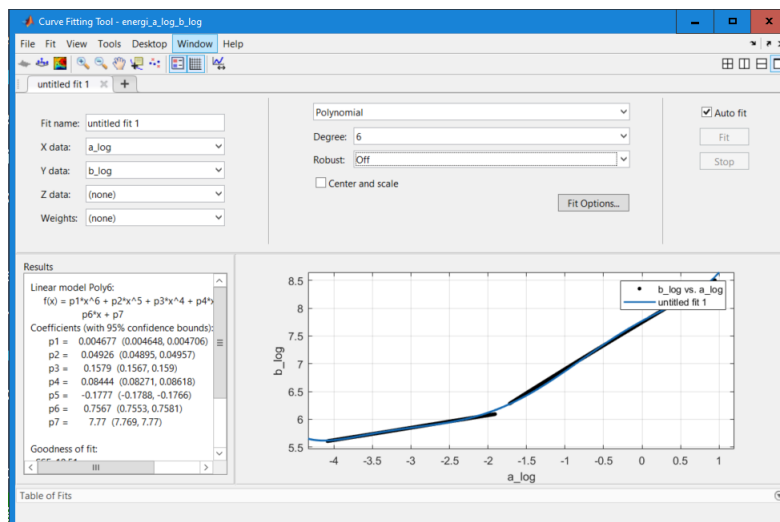 Curve Fitting Tool - energi_a_log_b_log
File Fit View Tools Desktop Window Help
untitled fit 1
Fit name: untitled fit 1
X data: a_log
Y data: b_log
Z data: (none)
Weights: (none)
Polynomial
Degree: 6
Robust: Off
Center and scale
Fit Options...
Auto fit
Fit
Stop
Results
Linear model Poly6:
f(x) = p1*x^6 + p2*x^5 + p3*x^4 + p4*x
p6*x + p7
Coefficients (with 95% confidence bounds):
p1 = 0.004677 (0.004648, 0.004706)
p2 = 0.04926 (0.04895, 0.04957)
p3 = 0.1579 (0.1567, 0.159)
p4 = 0.08444 (0.08271, 0.08618)
p5 = -0.1777 (-0.1788, -0.1766)
p6 = 0.7567 (0.7553, 0.7581)
p7 = 7.77 (7.769, 7.77)
Goodness of fit:
8.5
8
7.5
7
6.5
6
5.5
b_log
b_log vs. a_log
untitled fit 1
-4 -3.5 -3 -2.5 -2 -1.5 -1 -0.5 0 0.5 1
a_log
Table of Fits